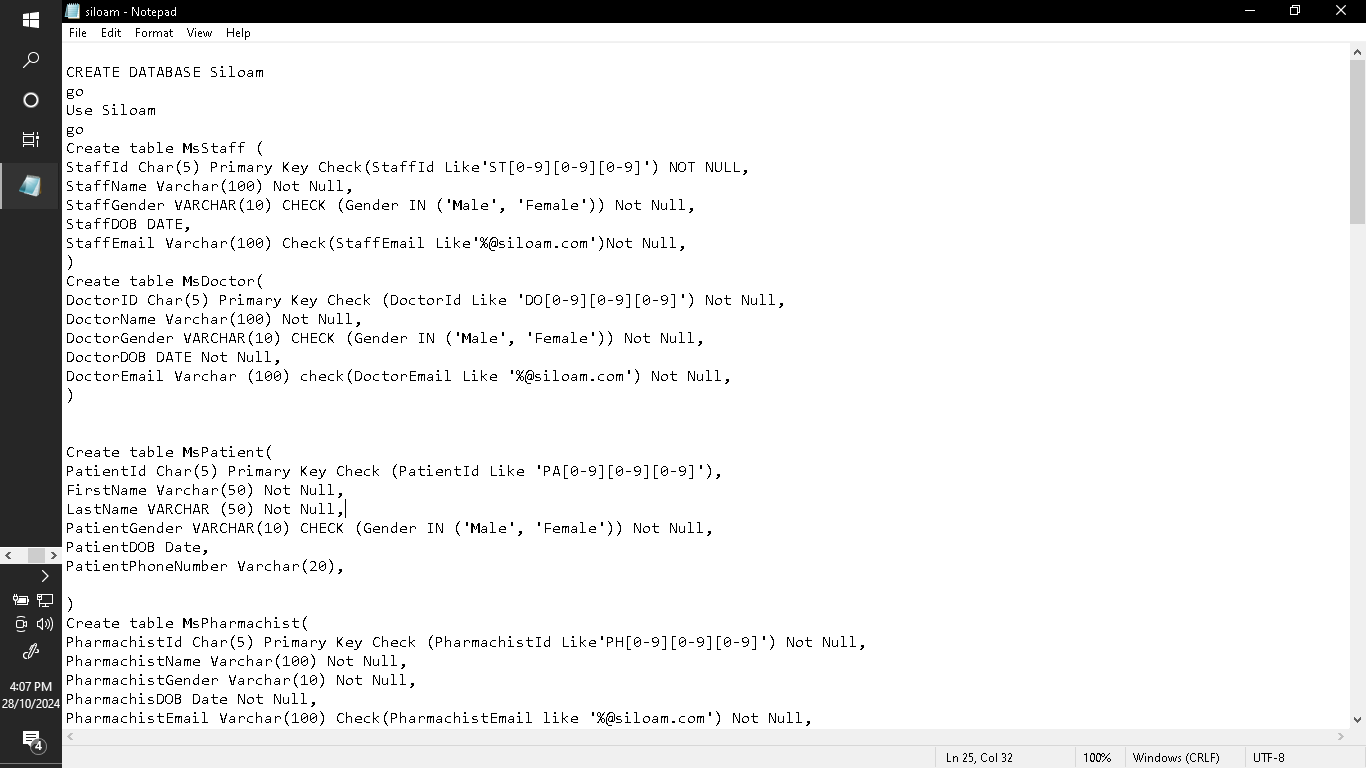 siloam - Notepad
File Edit Format View Help
CREATE DATABASE Siloam
go
Use Siloam
go
Create table MsStaff (
StaffId Char(5) Primary Key Check(StaffId Like'ST[0-9][0-9][0-9]') NOT NULL,
StaffName Varchar(100) Not Null,
StaffGender VARCHAR(10) CHECK (Gender IN ('Male', 'Female')) Not Null,
StaffDOB DATE,
StaffEmail Varchar(100) Check(StaffEmail Like'%@siloam.com')Not Null,
)
Create table MsDoctor(
DoctorID Char(5) Primary Key Check (DoctorId Like 'DO[0-9][0-9][0-9]') Not Null,
DoctorName Varchar(100) Not Null,
DoctorGender VARCHAR(10) CHECK (Gender IN ('Male', 'Female')) Not Null,
DoctorDOB DATE Not Null,
DoctorEmail Varchar (100) check(DoctorEmail Like '%@siloam.com') Not Null,
)
Create table MsPatient(
PatientId Char(5) Primary Key Check (PatientId Like 'PA[0-9][0-9][0-9]'),
FirstName Varchar(50) Not Null,
LastName VARCHAR (50) Not Null,
PatientGender VARCHAR(10) CHECK (Gender IN ('Male', 'Female')) Not Null,
PatientDOB Date,
PatientPhoneNumber Varchar(20),
)
Create table MsPharmachist(
PharmachistId Char(5) Primary Key Check (PharmachistId Like'PH[0-9][0-9][0-9]') Not Null,
PharmachistName Varchar(100) Not Null,
PharmachistGender Varchar(10) Not Null,
PharmachisDOB Date Not Null,
PharmachistEmail Varchar(100) Check(PharmachistEmail like '%@siloam.com') Not Null,
4:07 PM
28/10/2024
4
Ln 25, Col 32 100% Windows (CRLF) UTF-8